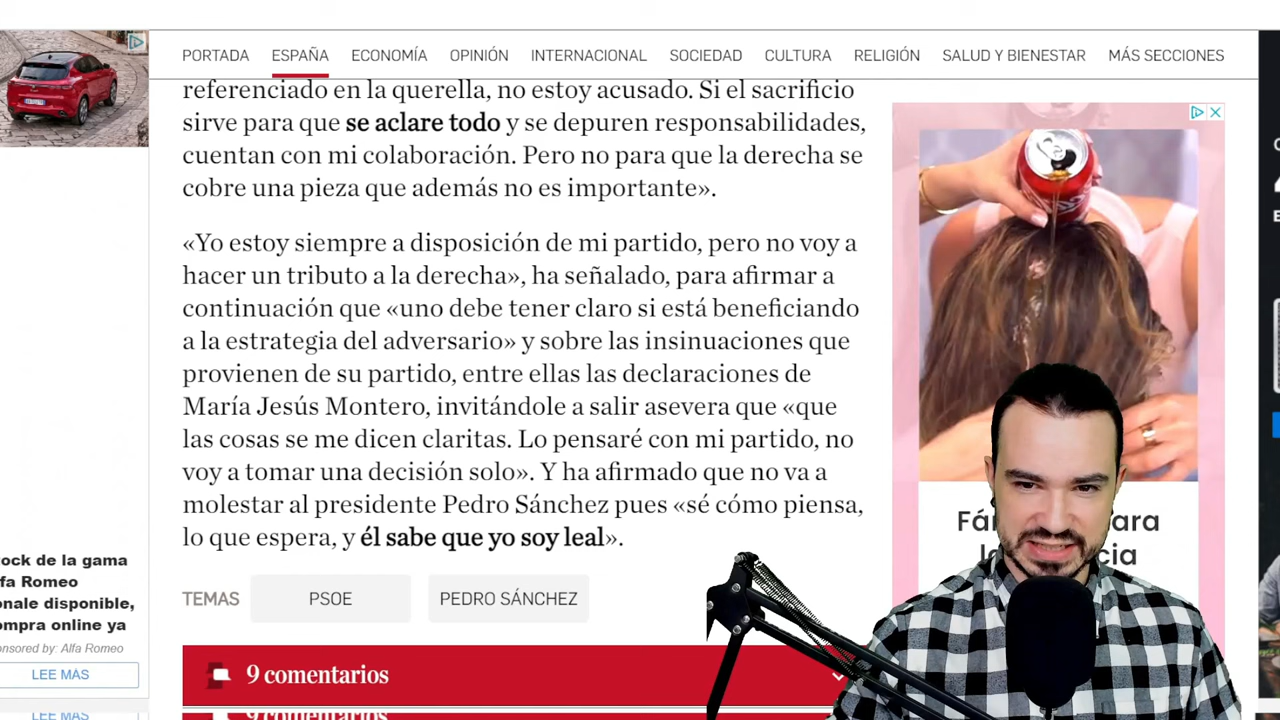 PORTADA ESPAÑA ECONOMÍA OPINIÓN INTERNACIONAL SOCIEDAD CULTURA RELIGIÓN SALUD Y BIENESTAR MÁS SECCIONES
referenciado en la querella, no estoy acusado. Si el sacrificio
sirve para que se aclare todo y se depuren responsabilidades,
cuentan con mi colaboración. Pero no para que la derecha se
cobre una pieza que además no es importante».
«Yo estoy siempre a disposición de mi partido, pero no voy a
hacer un tributo a la derecha», ha señalado, para afirmar a
continuación que «uno debe tener claro si está beneficiando
a la estrategia del adversario» y sobre las insinuaciones que
provienen de su partido, entre ellas las declaraciones de
María Jesús Montero, invitándole a salir asevera que «que
las cosas se me dicen claritas. Lo pensaré con mi partido, no
voy a tomar una decisión solo». Y ha afirmado que no va a
molestar al presidente Pedro Sánchez pues «sé cómo piensa,
lo que espera, y él sabe que yo soy leal».
TEMAS PSOE PEDRO SÁNCHEZ
9 comentarios
9 comentarios
tock de la gama
lfa Romeo
onale disponible,
ompra online ya
onsored by: Alfa Romeo
LEE MÁS
LEE MÁS